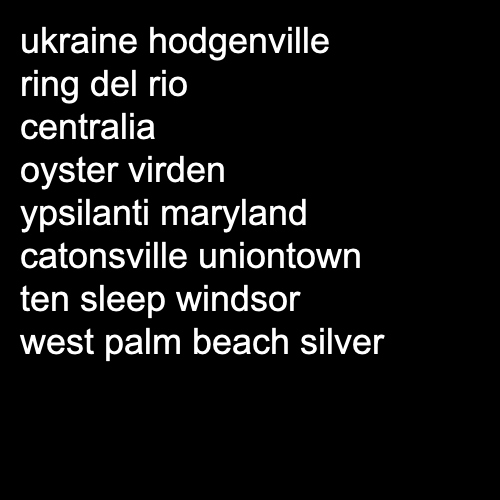 ukraine hodgenville
ring del rio
centralia
oyster virden
ypsilanti maryland
catonsville uniontown
ten sleep windsor
west palm beach silver